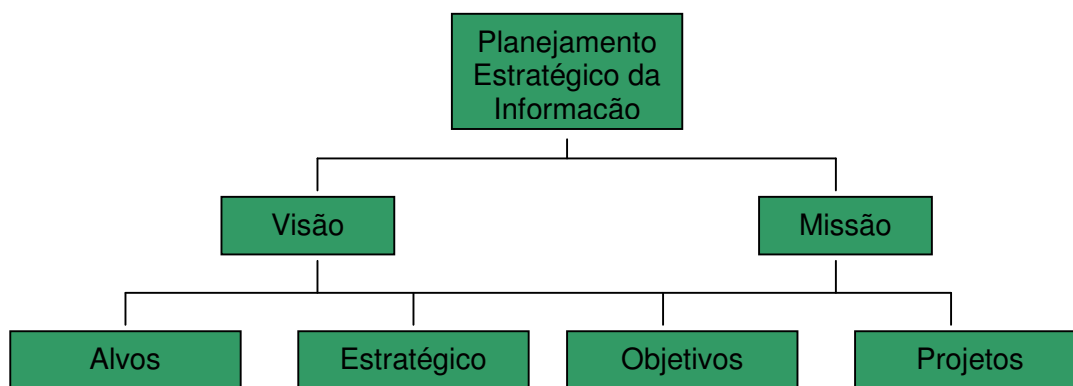 Planejamento
Estratégico da
Informacão
Visão
Missão
Alvos
Estratégico
Objetivos
Projetos